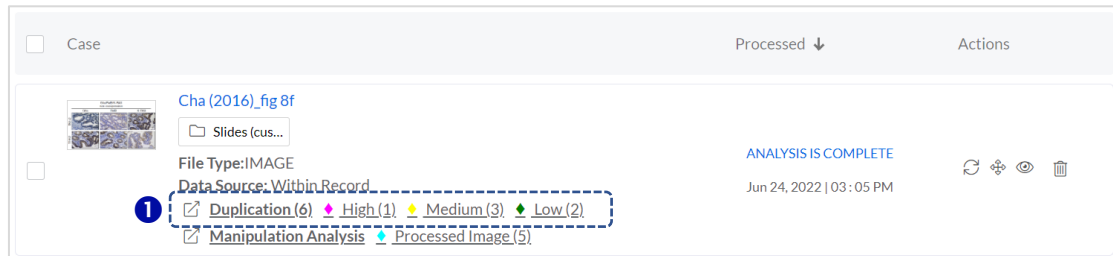 Case Processed Actions
Cha (2016)_fig 8f
Slides (cus...
File Type:IMAGE
Data Source: Within Record
ANALYSIS IS COMPLETE
Jun 24, 2022 | 03 : 05 PM
1 Duplication (6) High (1) Medium (3) Low (2)
Manipulation Analysis Processed Image (5)